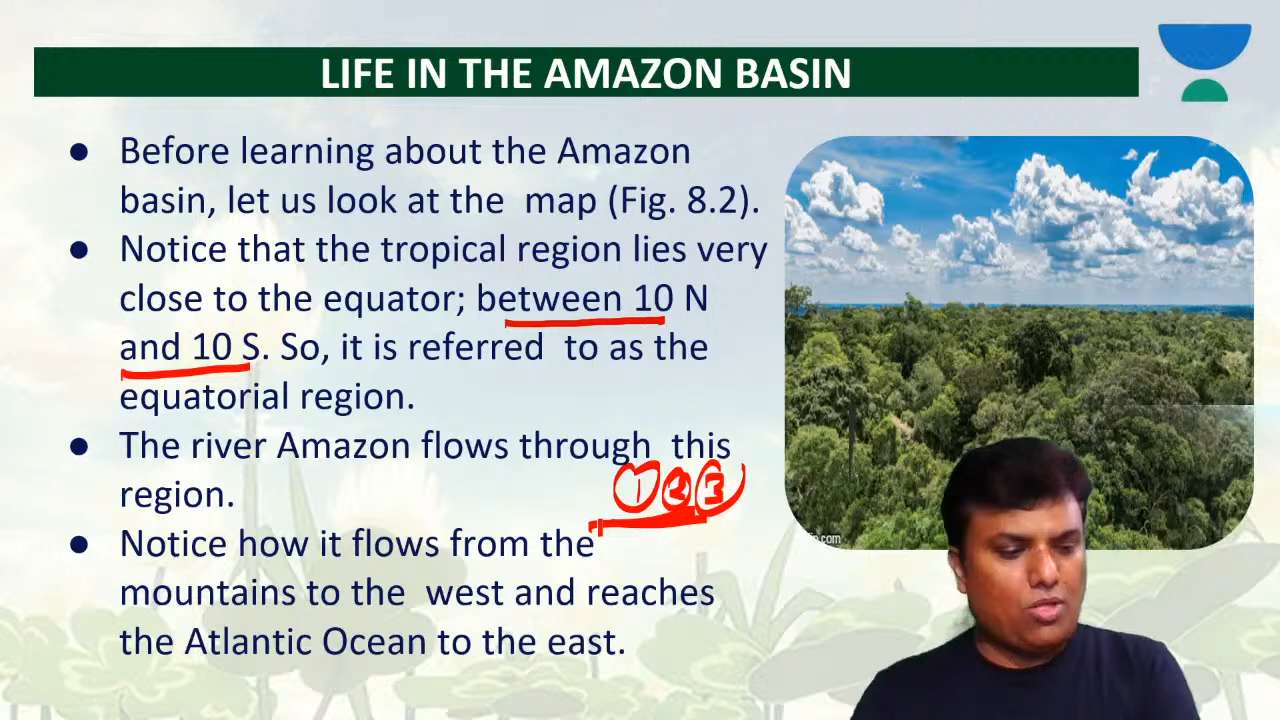 LIFE IN THE AMAZON BASIN
● Before learning about the Amazon
basin, let us look at the map (Fig. 8.2).
● Notice that the tropical region lies very
close to the equator; between 10 N
and 10 S. So, it is referred to as the
equatorial region.
● The river Amazon flows through this
region.
1 2 3
● Notice how it flows from the
mountains to the west and reaches
the Atlantic Ocean to the east.